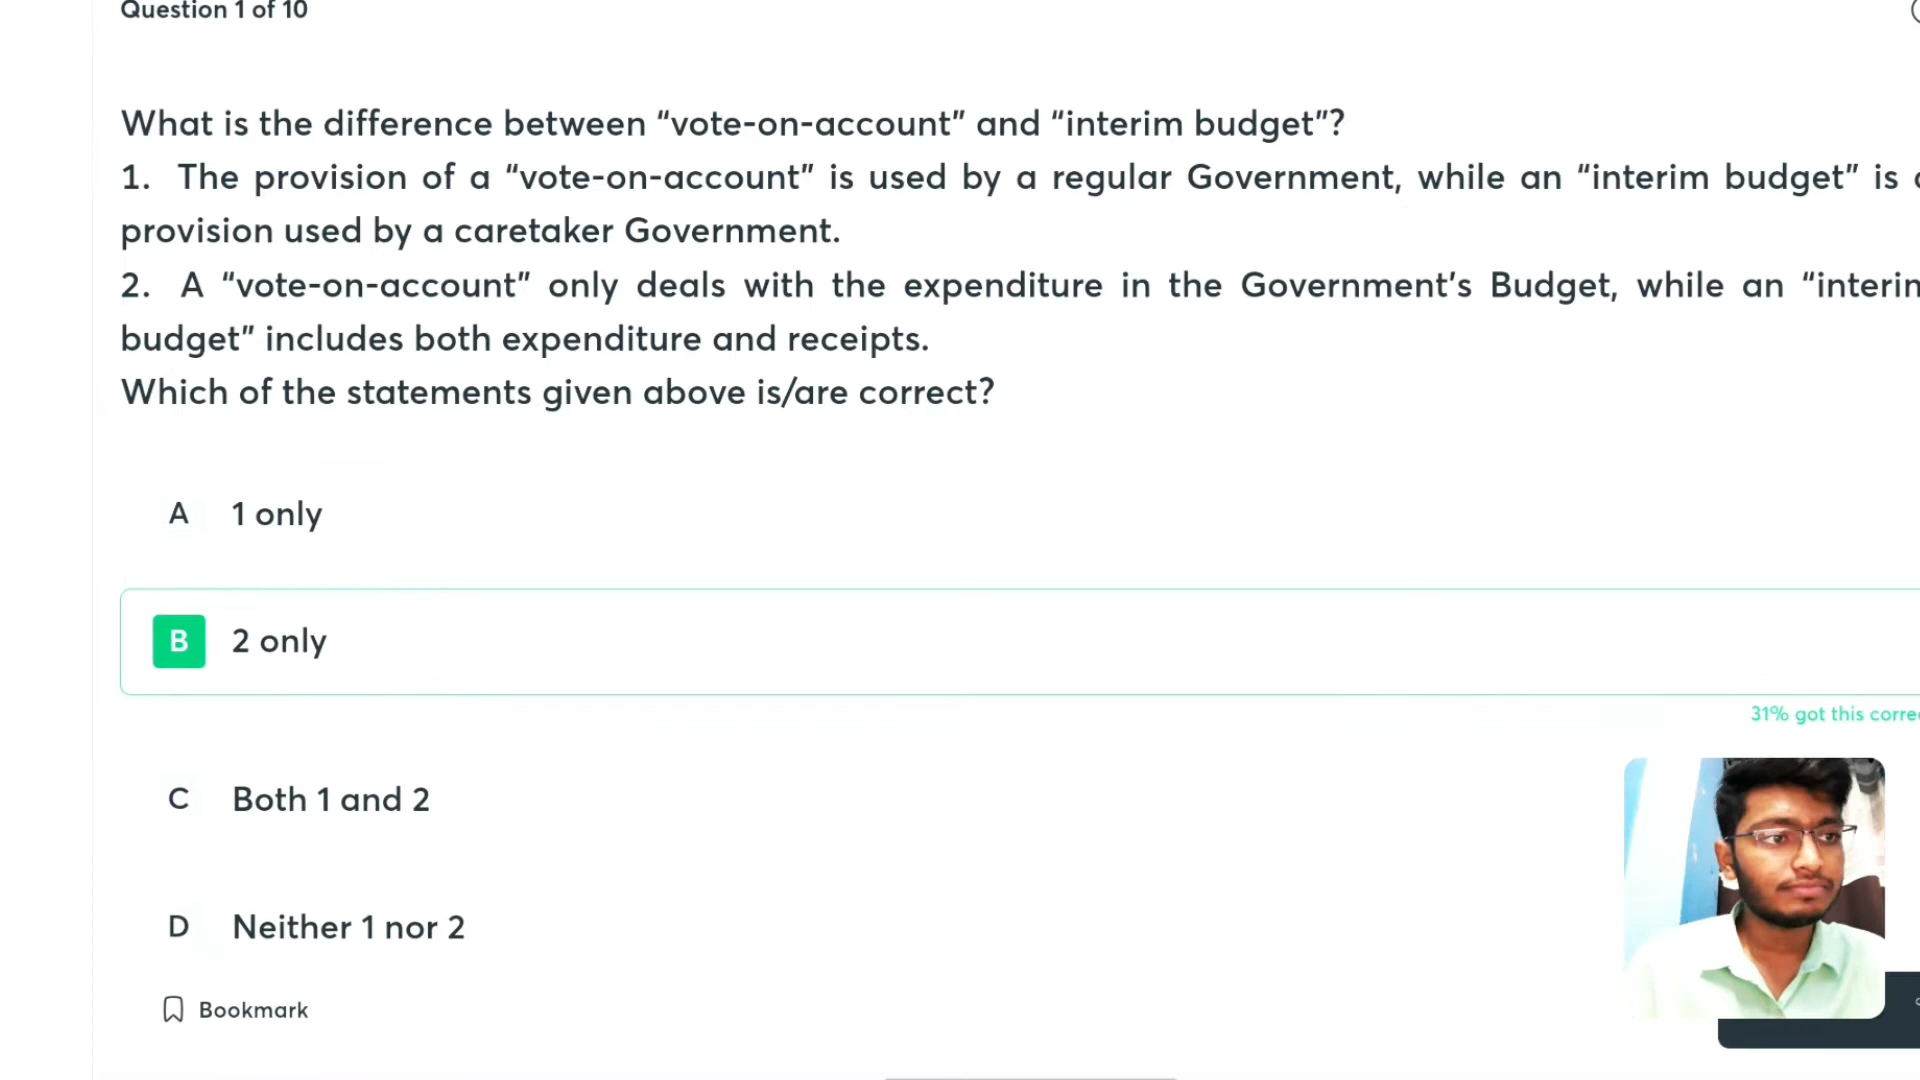 Question 1 of 10
What is the difference between “vote-on-account” and “interim budget”?
1. The provision of a “vote-on-account” is used by a regular Government, while an “interim budget” is
provision used by a caretaker Government.
2. A “vote-on-account” only deals with the expenditure in the Government’s Budget, while an “interim
budget” includes both expenditure and receipts.
Which of the statements given above is/are correct?
A 1 only
B 2 only
31% got this corre
C Both 1 and 2
D Neither 1 nor 2
Bookmark